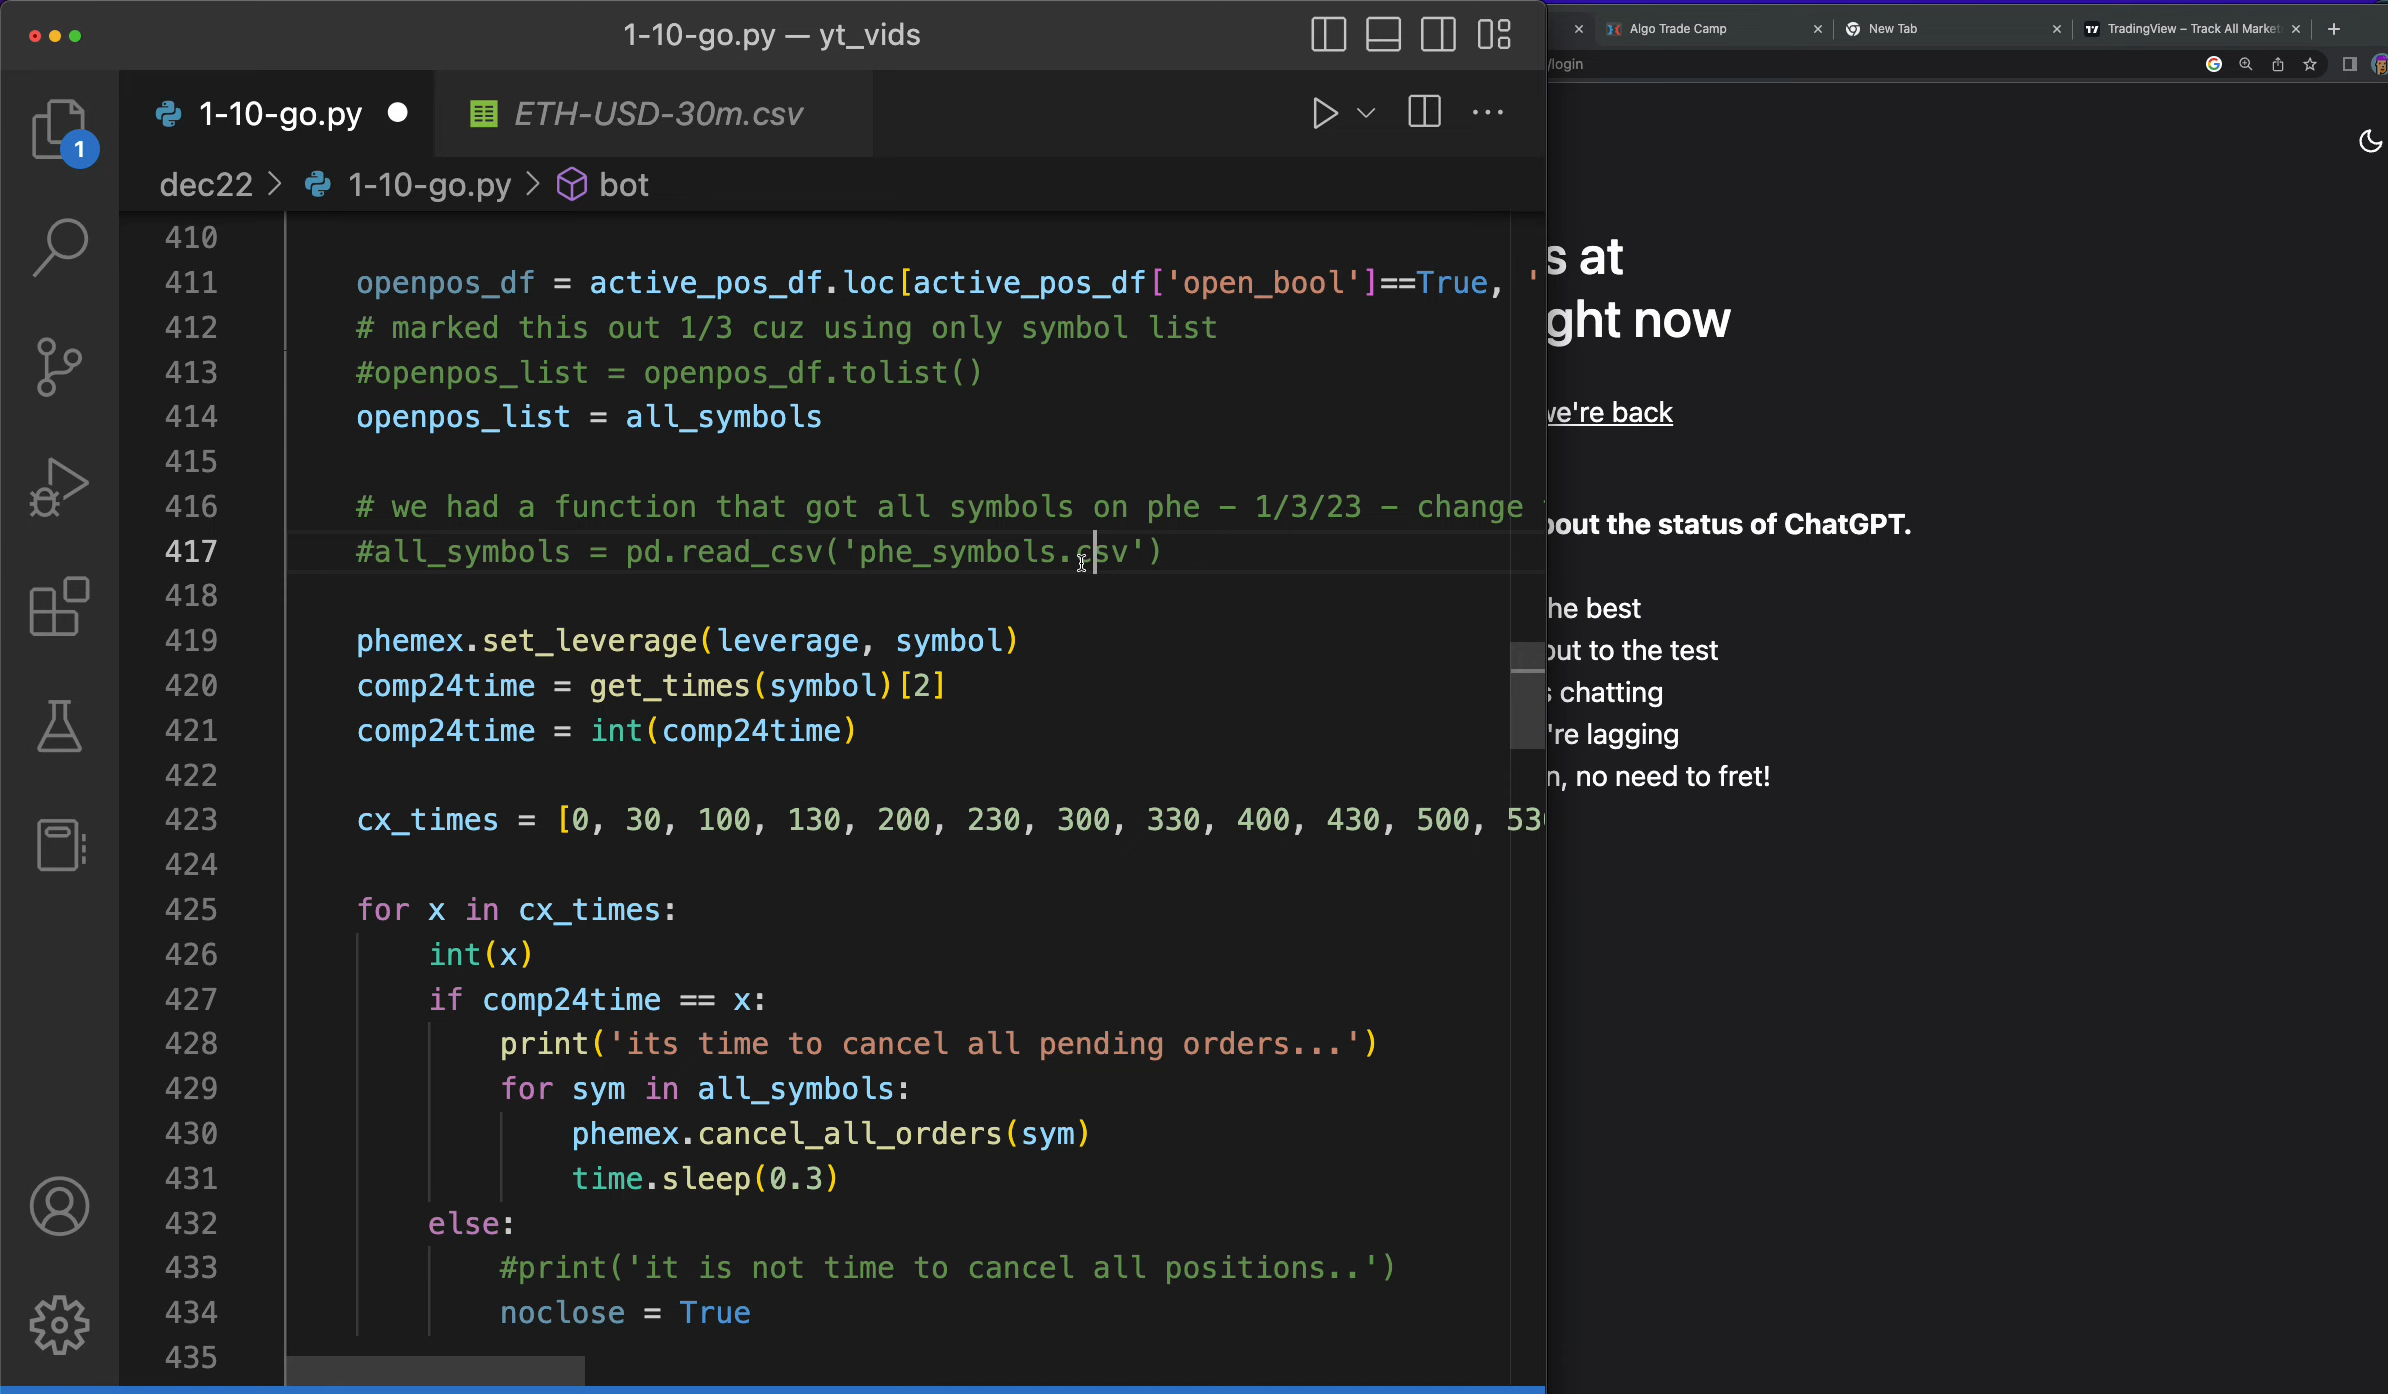 1-10-go.py — yt_vids
Algo Trade Camp
New Tab
TradingView – Track All Market
/login
1-10-go.py
ETH-USD-30m.csv
1
dec22 > 1-10-go.py > bot
410
411 openpos_df = active_pos_df.loc[active_pos_df['open_bool']==True, '
412 # marked this out 1/3 cuz using only symbol list
413 #openpos_list = openpos_df.tolist()
414 openpos_list = all_symbols
415
416 # we had a function that got all symbols on phe – 1/3/23 – change
417 #all_symbols = pd.read_csv('phe_symbols.csv')
418
419 phemex.set_leverage(leverage, symbol)
420 comp24time = get_times(symbol)[2]
421 comp24time = int(comp24time)
422
423 cx_times = [0, 30, 100, 130, 200, 230, 300, 330, 400, 430, 500, 53
424
425 for x in cx_times:
426 int(x)
427 if comp24time == x:
428 print('its time to cancel all pending orders...')
429 for sym in all_symbols:
430 phemex.cancel_all_orders(sym)
431 time.sleep(0.3)
432 else:
433 #print('it is not time to cancel all positions..')
434 noclose = True
435
s at
ght now
we're back
bout the status of ChatGPT.
he best
out to the test
s chatting
're lagging
n, no need to fret!